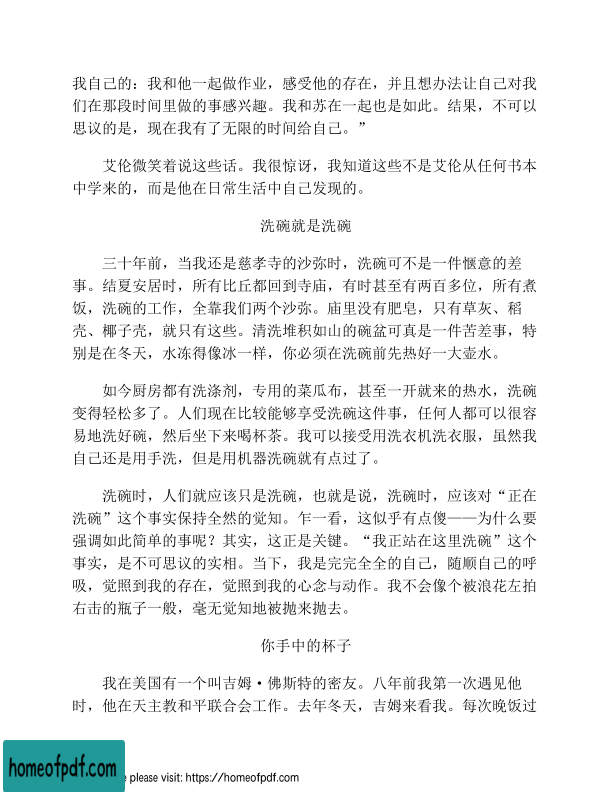 我自己的：我和他一起做作业，感受他的存在，并且想办法让自己对我
们在那段时间里做的事感兴趣。我和苏在一起也是如此。结果，不可以
思议的是，现在我有了无限的时间给自己。”
艾伦微笑着说这些话。我很惊讶，我知道这些不是艾伦从任何书本
中学来的，而是他在日常生活中自己发现的。
洗碗就是洗碗
三十年前，当我还是慈孝寺的沙弥时，洗碗可不是一件惬意的差
事。结夏安居时，所有比丘都回到寺庙，有时甚至有两百多位，所有煮
饭，洗碗的工作，全靠我们两个沙弥。庙里没有肥皂，只有草灰、稻
壳、椰子壳，就只有这些。清洗堆积如山的碗盆可真是一件苦差事，特
别是在冬天，水冻得像冰一样，你必须在洗碗前先热好一大壶水。
如今厨房都有洗涤剂，专用的菜瓜布，甚至一开就来的热水，洗碗
变得轻松多了。人们现在比较能够享受洗碗这件事，任何人都可以很容
易地洗好碗，然后坐下来喝杯茶。我可以接受用洗衣机洗衣服，虽然我
自己还是用手洗，但是用机器洗碗就有点过了。
洗碗时，人们就应该只是洗碗，也就是说，洗碗时，应该对“正在
洗碗”这个事实保持全然的觉知。乍一看，这似乎有点傻——为什么要
强调如此简单的事呢？其实，这正是关键。“我正站在这里洗碗”这个
事实，是不可思议的实相。当下，我是完完全全的自己，随顺自己的呼
吸，觉照到我的存在，觉照到我的心念与动作。我不会像个被浪花左拍
右击的瓶子一般，毫无觉知地被抛来抛去。
你手中的杯子
我在美国有一个叫吉姆·佛斯特的密友。八年前我第一次遇见他
时，他在天主教和平联合会工作。去年冬天，吉姆来看我。每次晚饭过
homeofpdf.com
e please visit: https://homeofpdf.com